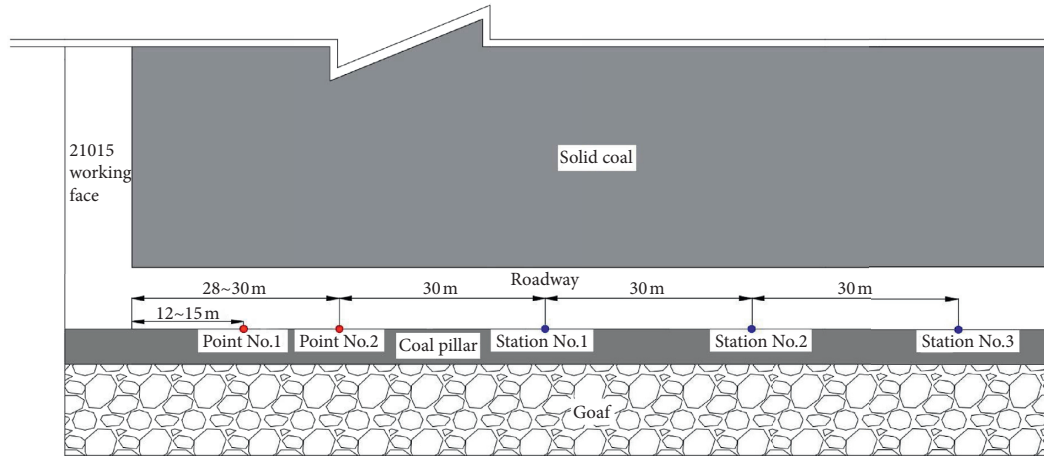 21015
working
face
Solid coal
Roadway
28~30 m
30 m
30 m
30 m
12~15 m
Point No.1
Point No.2
Coal pillar
Station No.1
Station No.2
Station No.3
Goaf